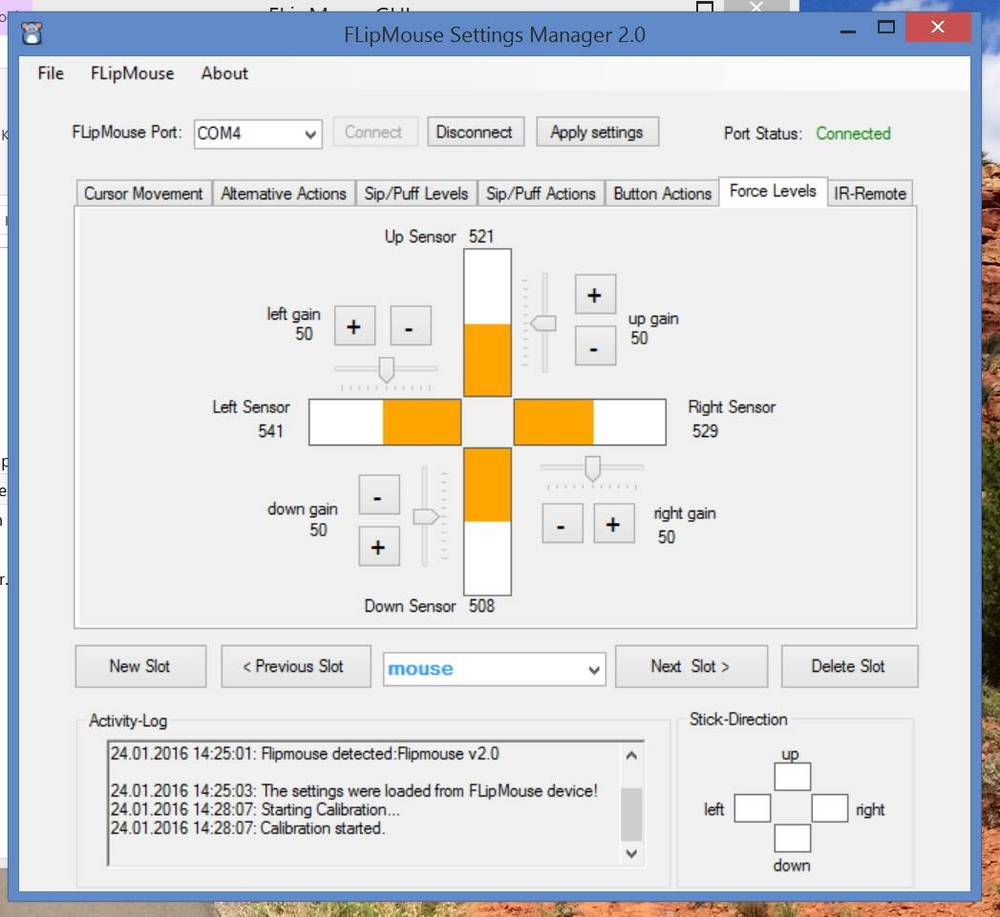 FLipMouse Settings Manager 2.0
File FLipMouse About
FLipMouse Port: COM4 Connect Disconnect Apply settings Port Status: Connected
Cursor Movement Alternative Actions Sip/Puff Levels Sip/Puff Actions Button Actions Force Levels IR-Remote
Up Sensor 521
left gain
50
+ -
+
-
up gain
50
Left Sensor
541
Right Sensor
529
down gain
50
-
+
- +
right gain
50
Down Sensor 508
New Slot < Previous Slot mouse Next Slot > Delete Slot
Activity-Log
24.01.2016 14:25:01: Flipmouse detected:Flipmouse v2.0
24.01.2016 14:25:03: The settings were loaded from FLipMouse device!
24.01.2016 14:28:07: Starting Calibration...
24.01.2016 14:28:07: Calibration started.
Stick-Direction
up
left right
down